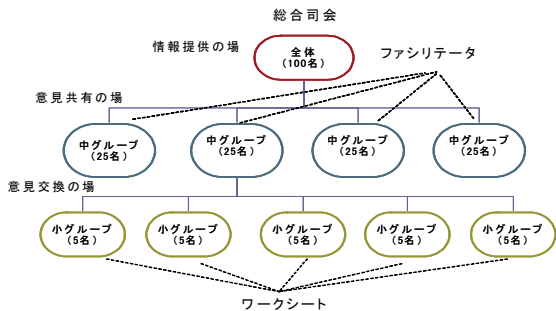 総合司会
情報提供の場
全体
（100名）
ファシリテータ
意見共有の場
中グループ
（25名）
中グループ
（25名）
中グループ
（25名）
中グループ
（25名）
意見交換の場
小グループ
（5名）
小グループ
（5名）
小グループ
（5名）
小グループ
（5名）
小グループ
（5名）
ワークシート